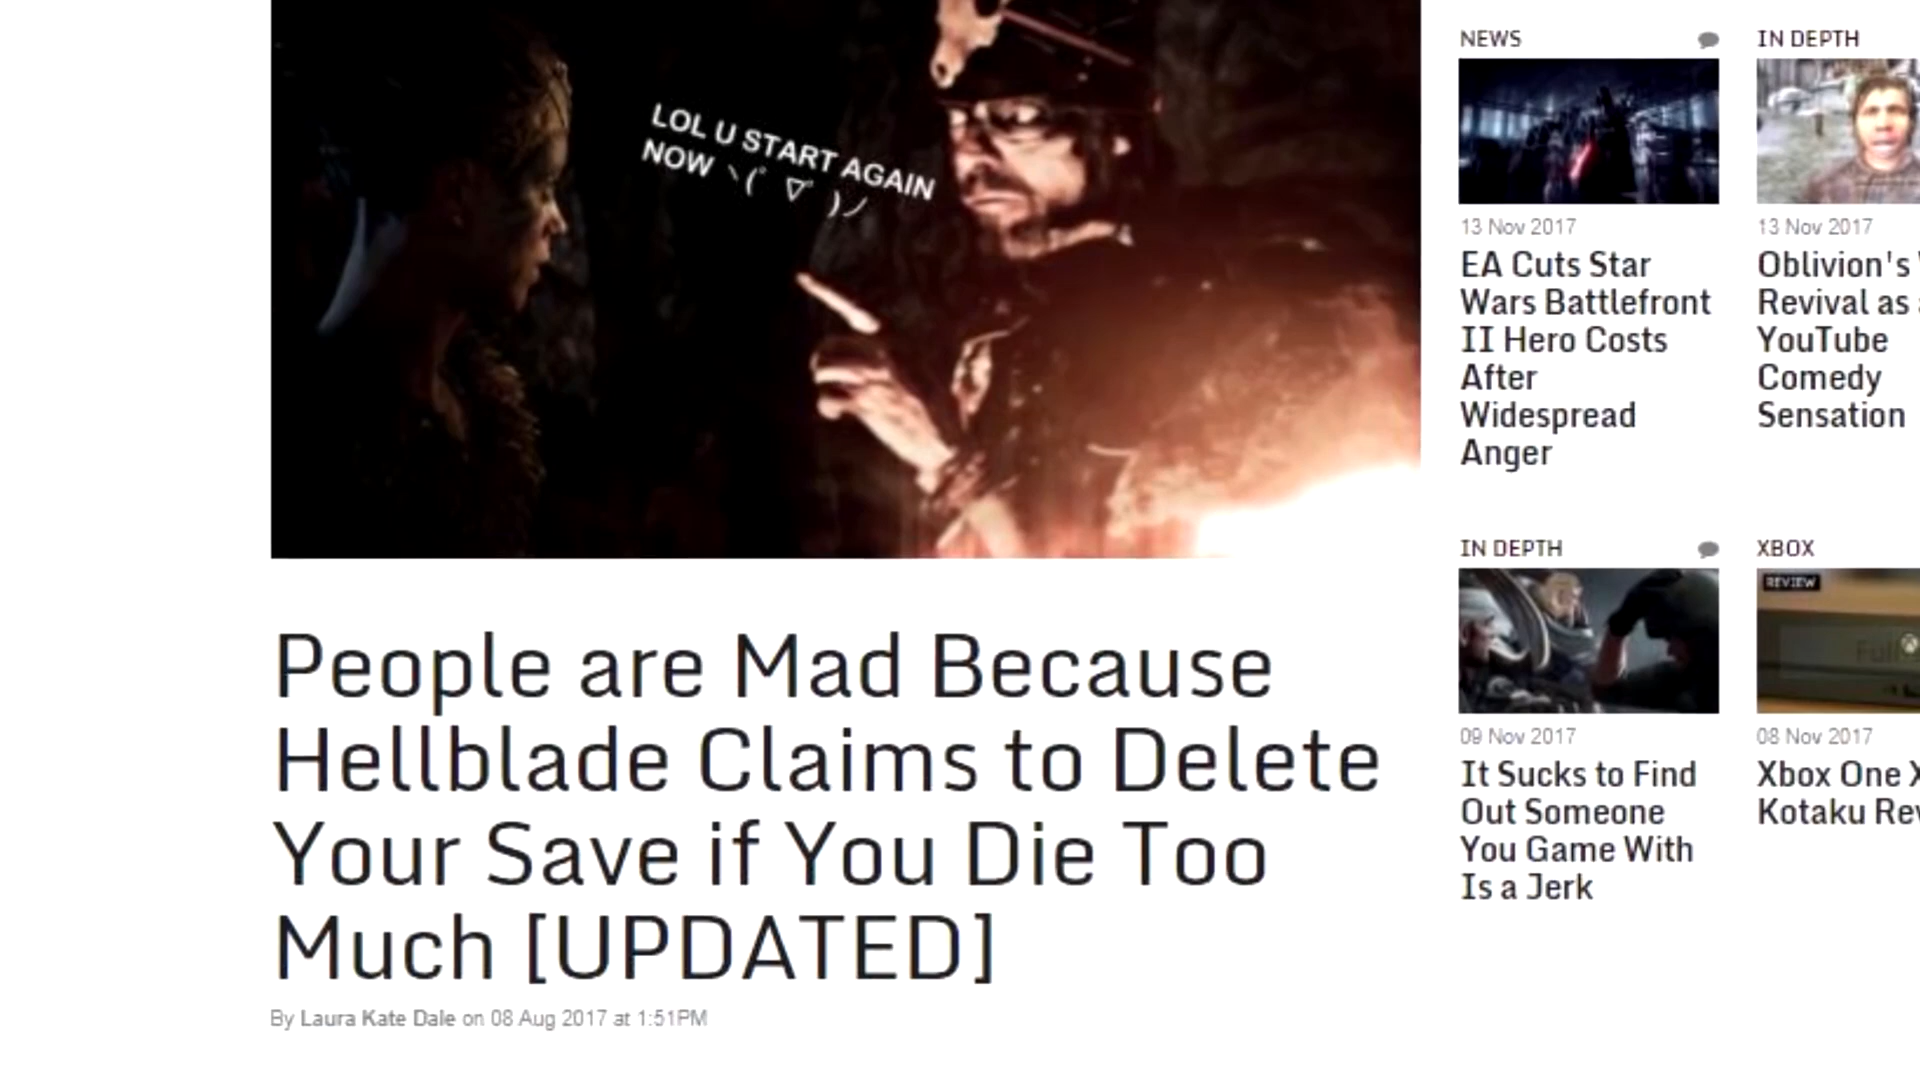 LOL U START AGAIN
NOW ヽ(゜▽゜)ノ
People are Mad Because
Hellblade Claims to Delete
Your Save if You Die Too
Much [UPDATED]
By Laura Kate Dale on 08 Aug 2017 at 1:51PM
NEWS
13 Nov 2017
EA Cuts Star
Wars Battlefront
II Hero Costs
After
Widespread
Anger
IN DEPTH
13 Nov 2017
Oblivion's
Revival as
YouTube
Comedy
Sensation
IN DEPTH
09 Nov 2017
It Sucks to Find
Out Someone
You Game With
Is a Jerk
XBOX
REVIEW
08 Nov 2017
Xbox One X
Kotaku Rev